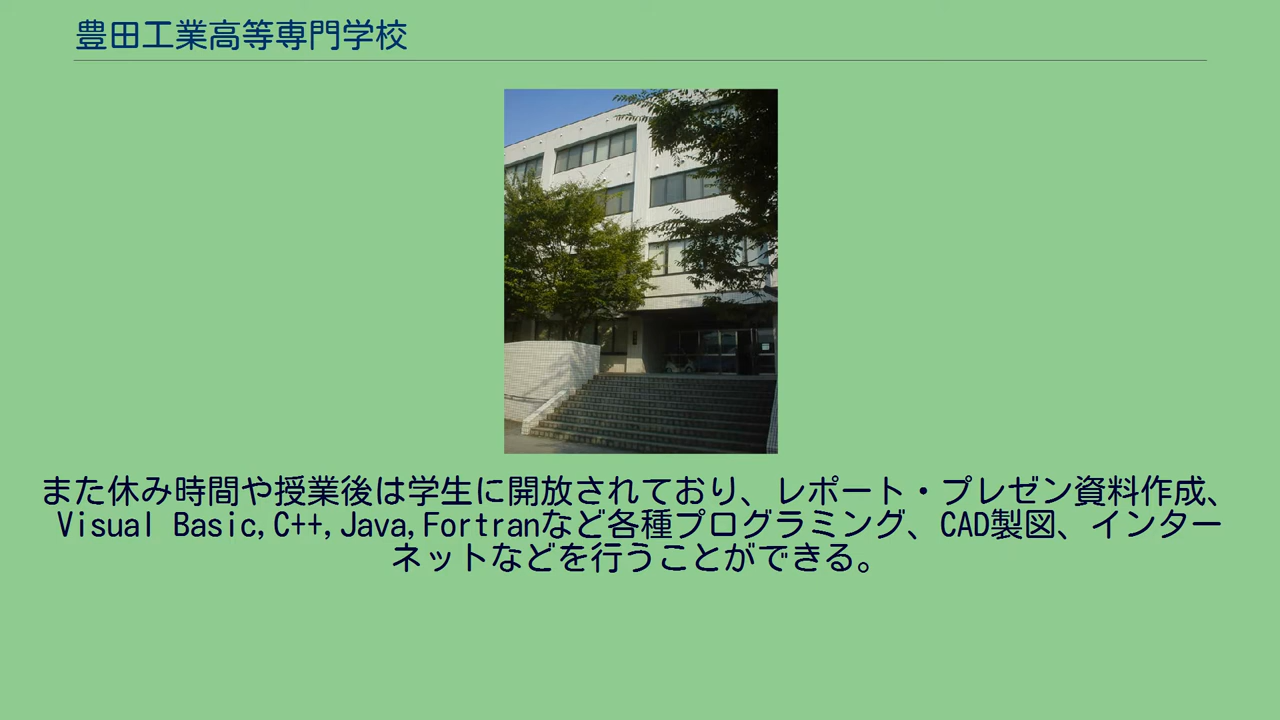 豊田工業高等専門学校
また休み時間や授業後は学生に開放されており、レポート・プレゼン資料作成、
Visual Basic,C++,Java,Fortranなど各種プログラミング、CAD製図、インター
ネットなどを行うことができる。